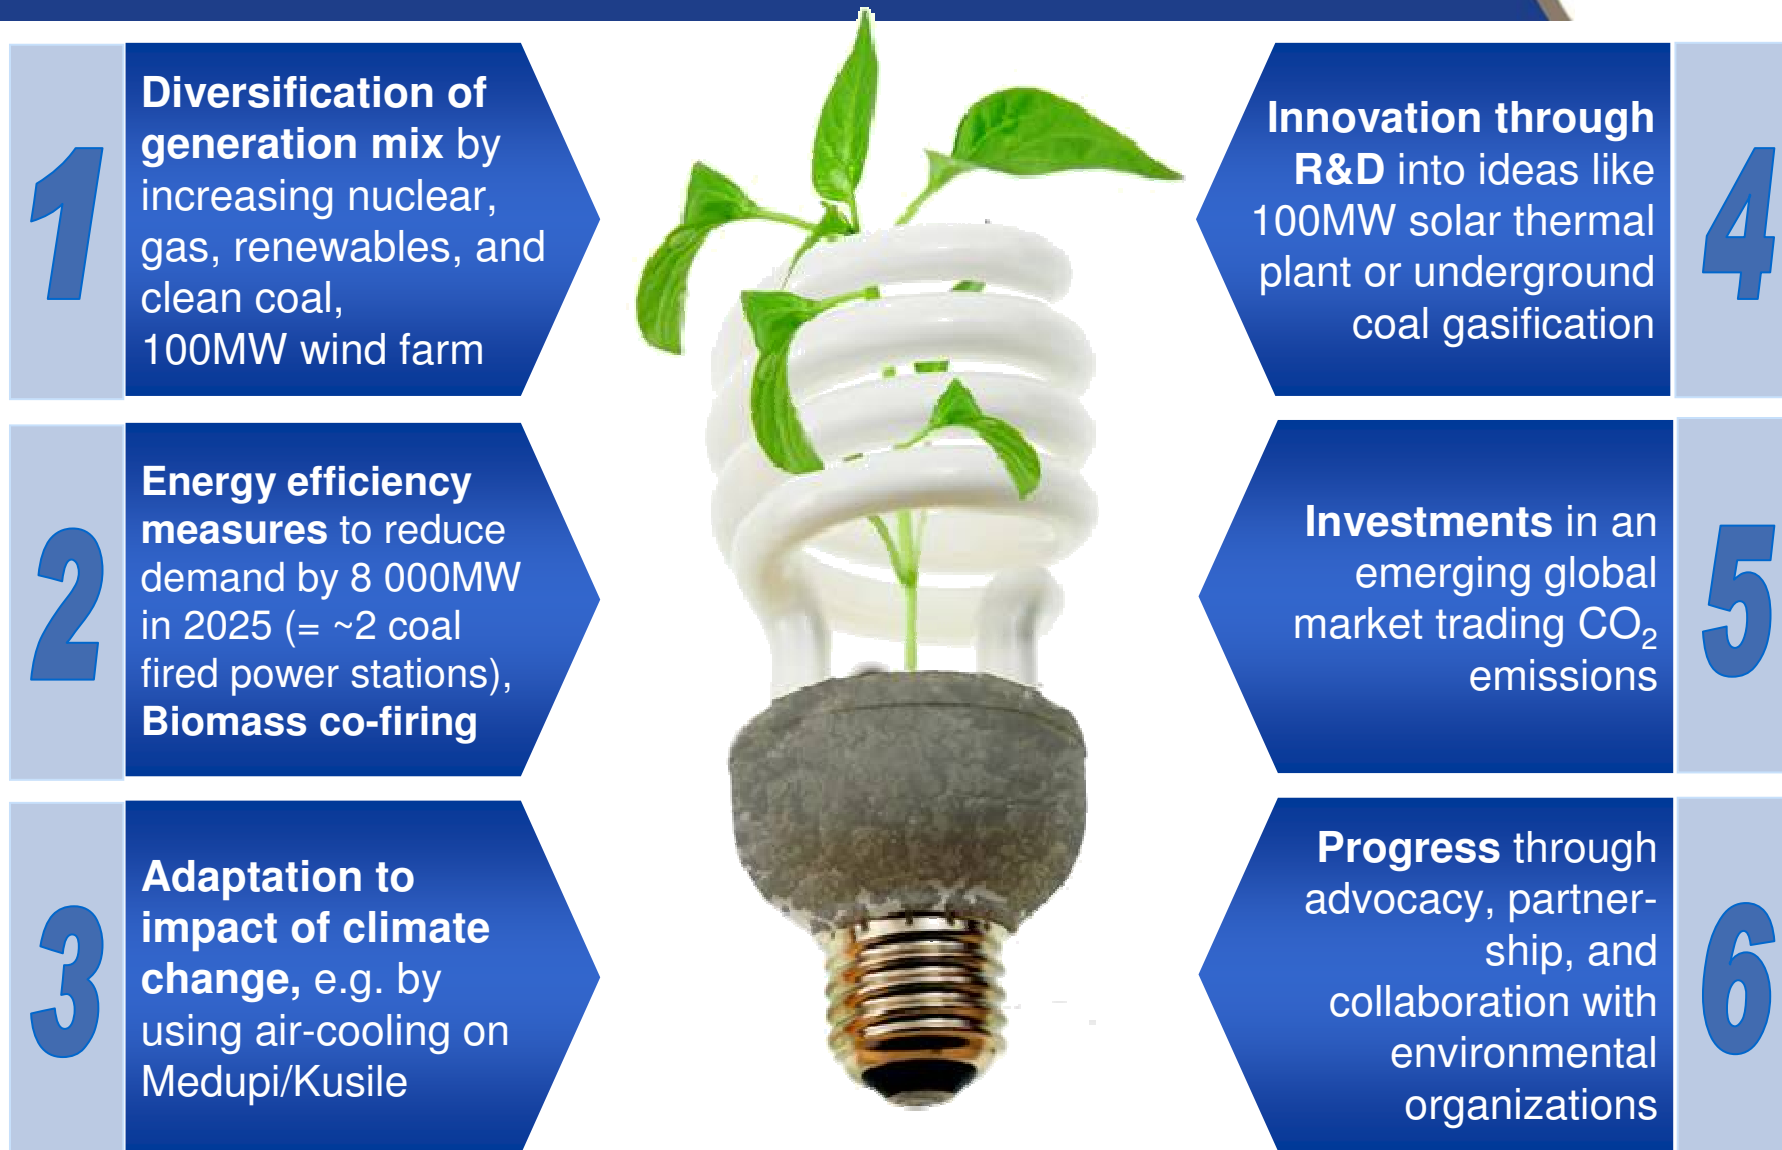 1
Diversification of
generation mix by
increasing nuclear,
gas, renewables, and
clean coal,
100MW wind farm
2
Energy efficiency
measures to reduce
demand by 8 000MW
in 2025 (= ~2 coal
fired power stations),
Biomass co-firing
3
Adaptation to
impact of climate
change, e.g. by
using air-cooling on
Medupi/Kusile
4
Innovation through
R&D into ideas like
100MW solar thermal
plant or underground
coal gasification
5
Investments in an
emerging global
market trading CO₂
emissions
6
Progress through
advocacy, partner-
ship, and
collaboration with
environmental
organizations